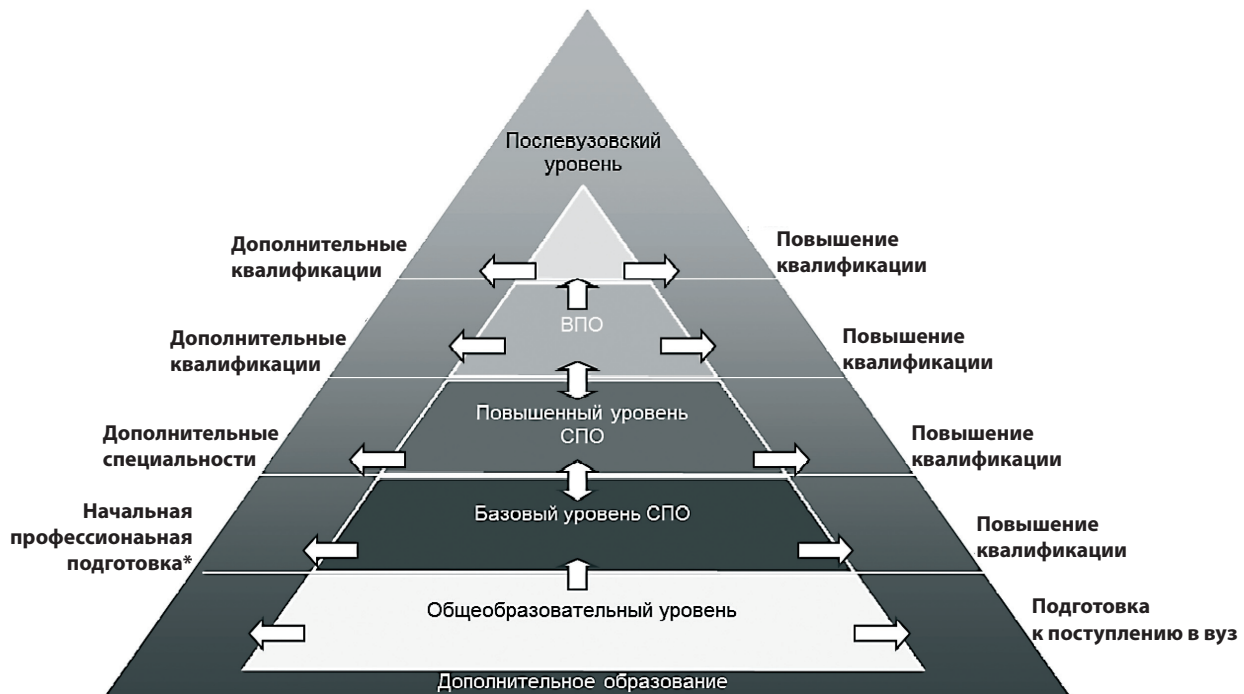 Послевузовский
уровень
Дополнительные
квалификации
Повышение
квалификации
ВПО
Дополнительные
квалификации
Повышение
квалификации
Повышенный уровень
СПО
Дополнительные
специальности
Повышение
квалификации
Начальная
профессионаьная
подготовка*
Базовый уровень СПО
Повышение
квалификации
Общеобразовательный уровень
Подготовка
к поступлению в вуз
Дополнительное образование